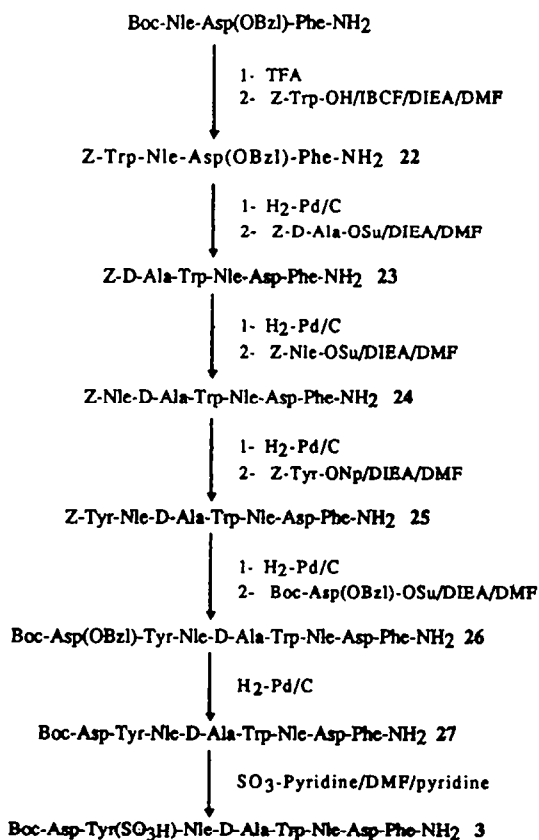 Boc-Nle-Asp(OBzl)-Phe-NH2
1- TFA
2- Z-Trp-OH/IBCF/DIEA/DMF
Z-Trp-Nle-Asp(OBzl)-Phe-NH2 22
1- H2-Pd/C
2- Z-D-Ala-OSu/DIEA/DMF
Z-D-Ala-Trp-Nle-Asp-Phe-NH2 23
1- H2-Pd/C
2- Z-Nle-OSu/DIEA/DMF
Z-Nle-D-Ala-Trp-Nle-Asp-Phe-NH2 24
1- H2-Pd/C
2- Z-Tyr-ONp/DIEA/DMF
Z-Tyr-Nle-D-Ala-Trp-Nle-Asp-Phe-NH2 25
1- H2-Pd/C
2- Boc-Asp(OBzl)-OSu/DIEA/DMF
Boc-Asp(OBzl)-Tyr-Nle-D-Ala-Trp-Nle-Asp-Phe-NH2 26
H2-Pd/C
Boc-Asp-Tyr-Nle-D-Ala-Trp-Nle-Asp-Phe-NH2 27
SO3-Pyridine/DMF/pyridine
Boc-Asp-Tyr(SO3H)-Nle-D-Ala-Trp-Nle-Asp-Phe-NH2 3